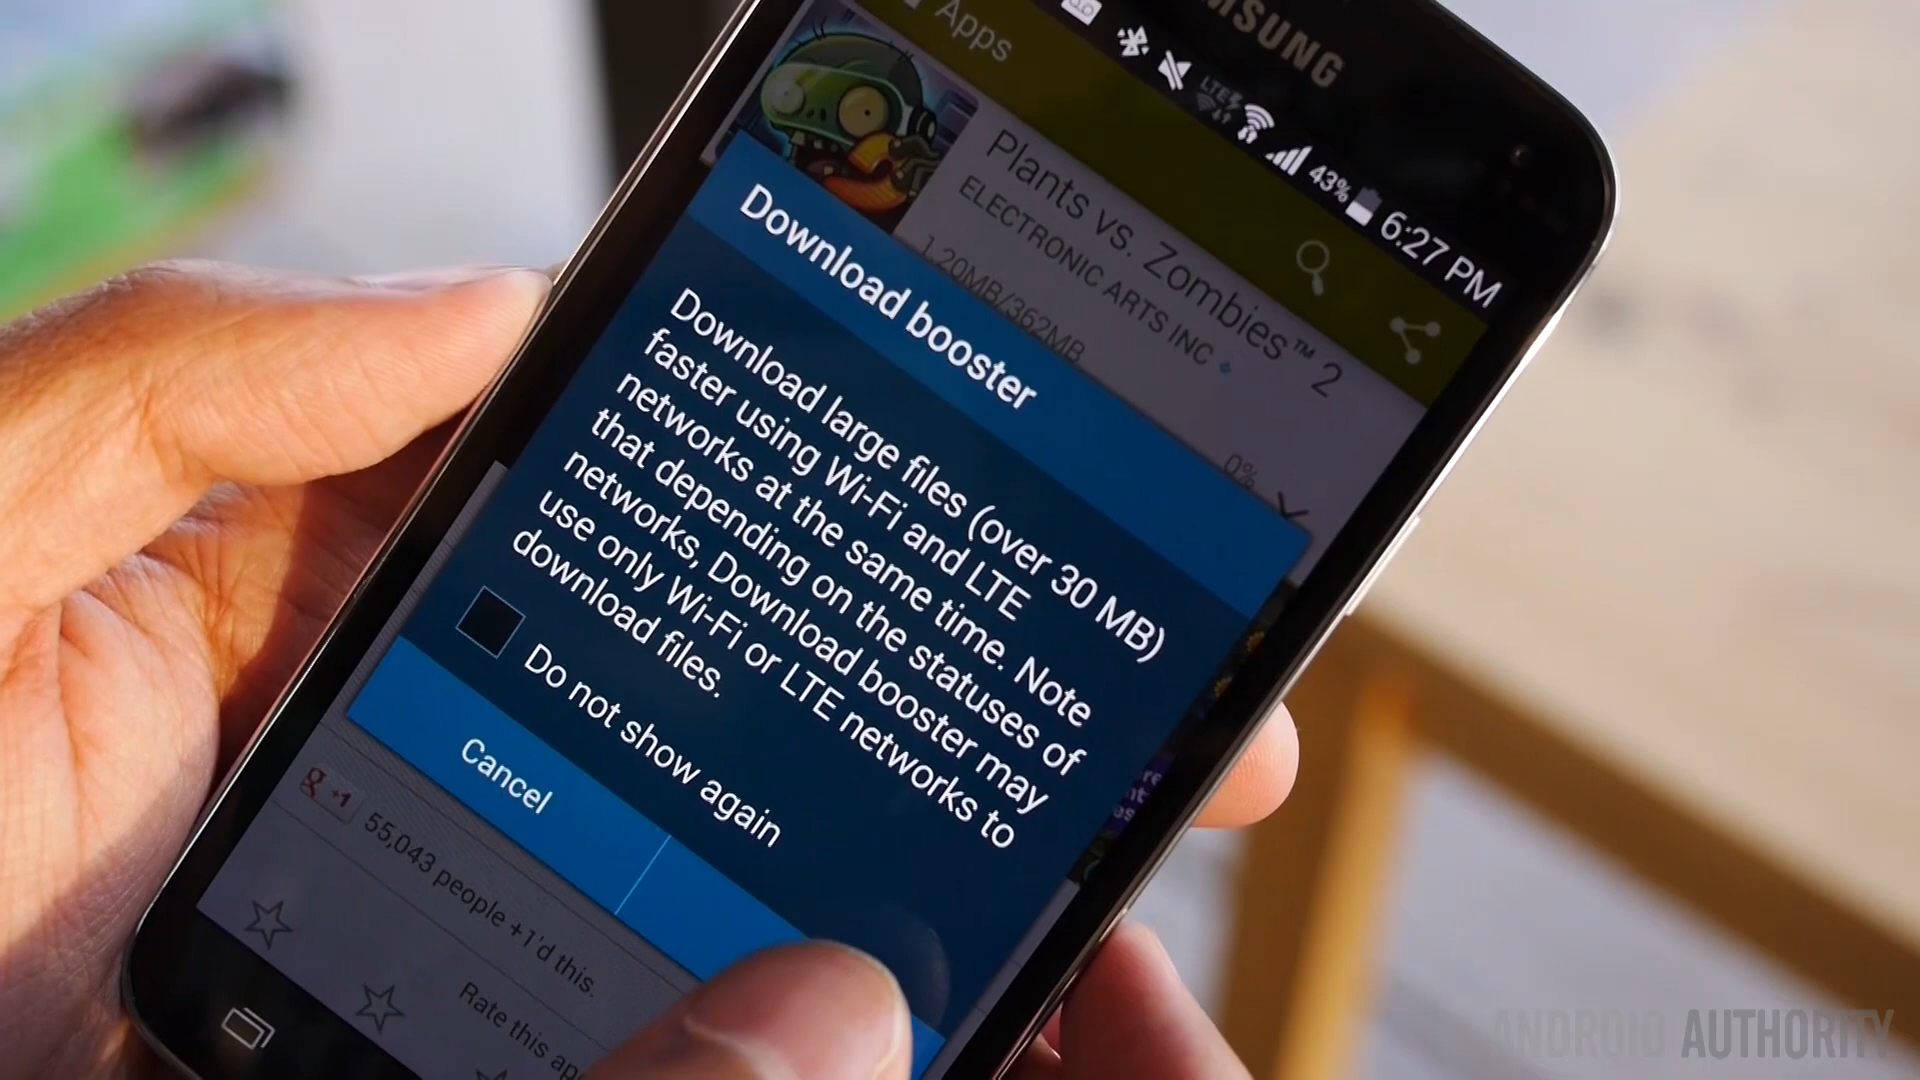 SAMSUNG
LTE
43%
6:27 PM
Apps
Plants vs. Zombies™ 2
ELECTRONIC ARTS INC
1.20MB/362MB
0%
Download booster
Download large files (over 30 MB)
faster using Wi-Fi and LTE
networks at the same time. Note
that depending on the statuses of
networks, Download booster may
use only Wi-Fi or LTE networks to
download files.
Do not show again
Cancel
g +1
55,043 people +1'd this.
Rate this app
ANDROID AUTHORITY